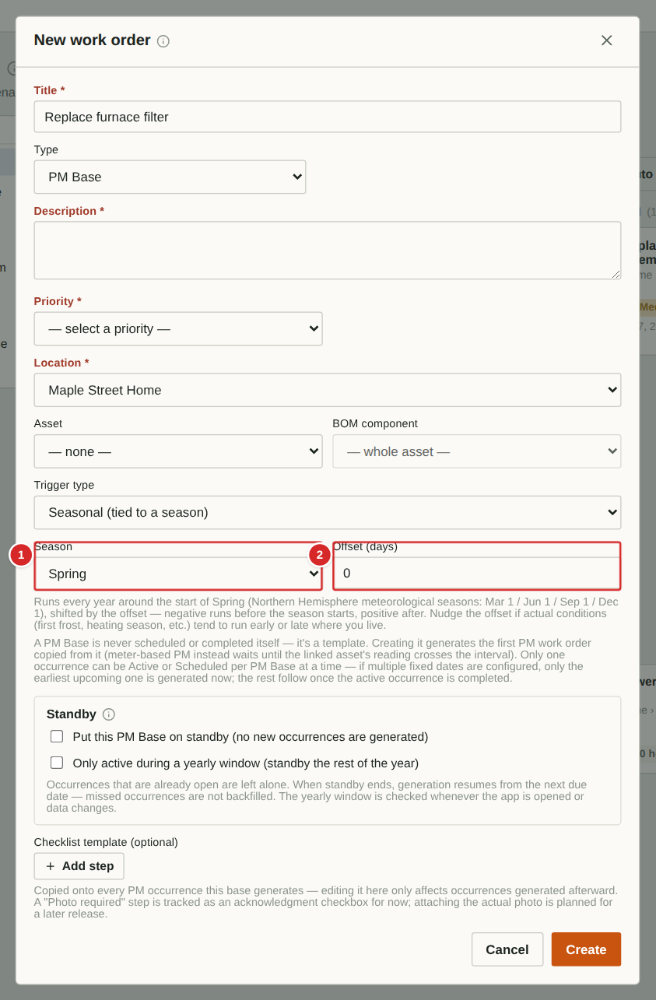 New work order
Title *
Replace furnace filter
Type
PM Base
Description *
Priority *
— select a priority —
Location *
Maple Street Home
Asset
BOM component
— none —
— whole asset —
Trigger type
Seasonal (tied to a season)
1
Season
2
Offset (days)
Spring
0
Runs every year around the start of Spring (Northern Hemisphere meteorological seasons: Mar 1 / Jun 1 / Sep 1 / Dec
1), shifted by the offset — negative runs before the season starts, positive after. Nudge the offset if actual conditions
(first frost, heating season, etc.) tend to run early or late where you live.
A PM Base is never scheduled or completed itself — it's a template. Creating it generates the first PM work order
copied from it (meter-based PM instead waits until the linked asset's reading crosses the interval). Only one
occurrence can be Active or Scheduled per PM Base at a time — if multiple fixed dates are configured, only the
earliest upcoming one is generated now; the rest follow once the active occurrence is completed.
Standby
Put this PM Base on standby (no new occurrences are generated)
Only active during a yearly window (standby the rest of the year)
Occurrences that are already open are left alone. When standby ends, generation resumes from the next due
date — missed occurrences are not backfilled. The yearly window is checked whenever the app is opened or
data changes.
Checklist template (optional)
+ Add step
Copied onto every PM occurrence this base generates — editing it here only affects occurrences generated afterward.
A "Photo required" step is tracked as an acknowledgment checkbox for now; attaching the actual photo is planned for
a later release.
Cancel
Create